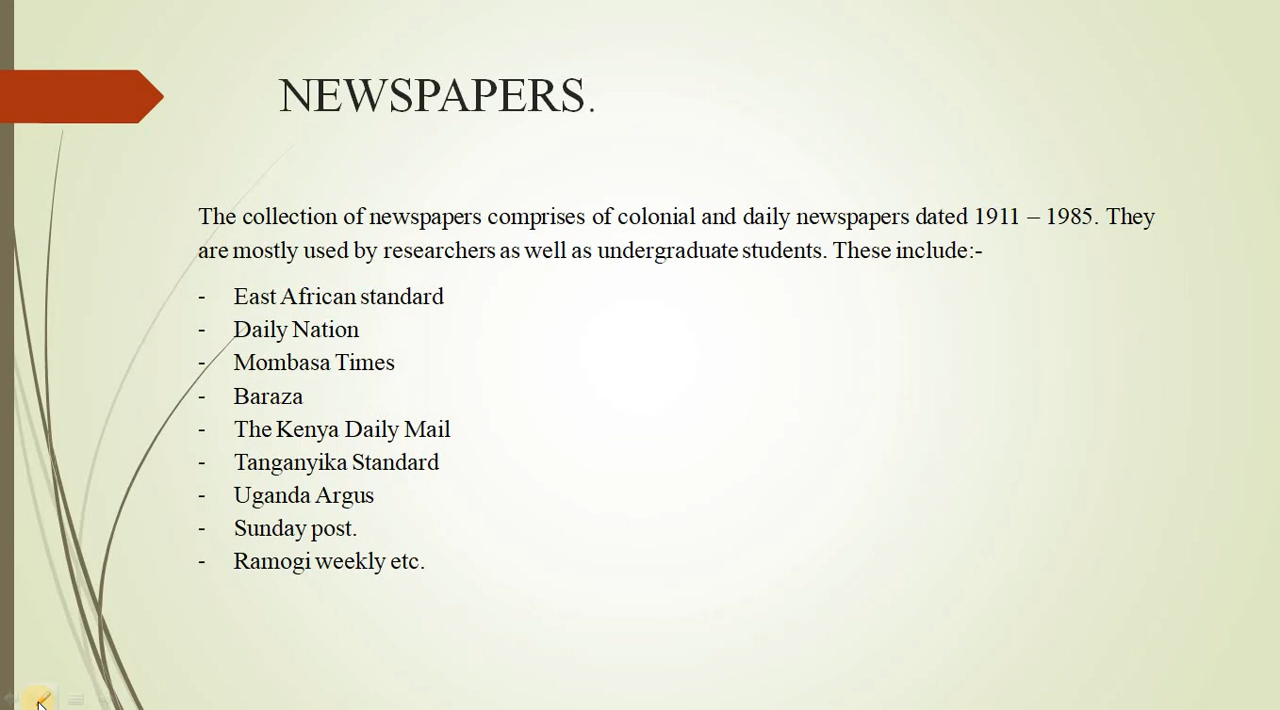 NEWSPAPERS.
The collection of newspapers comprises of colonial and daily newspapers dated 1911 – 1985. They
are mostly used by researchers as well as undergraduate students. These include:-
- East African standard
- Daily Nation
- Mombasa Times
- Baraza
- The Kenya Daily Mail
- Tanganyika Standard
- Uganda Argus
- Sunday post.
- Ramogi weekly etc.